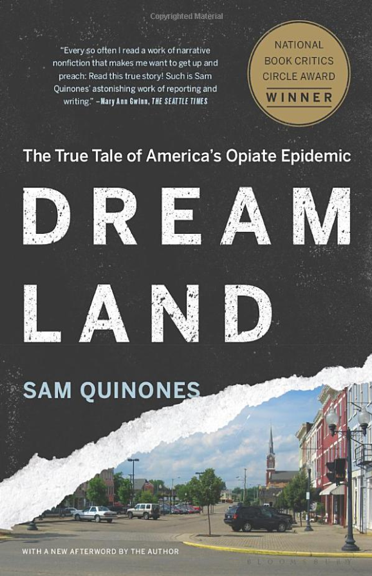 Copyrighted Material
"Every so often I read a work of narrative
nonfiction that makes me want to get up and
preach: Read this true story! Such is Sam
Quinones' astonishing work of reporting and
writing." –Mary Ann Gwinn, THE SEATTLE TIMES
NATIONAL
BOOK CRITICS
CIRCLE AWARD
WINNER
The True Tale of America's Opiate Epidemic
DREAM
LAND
SAM QUINONES
WITH A NEW AFTERWORD BY THE AUTHOR
BLOOMSBURY